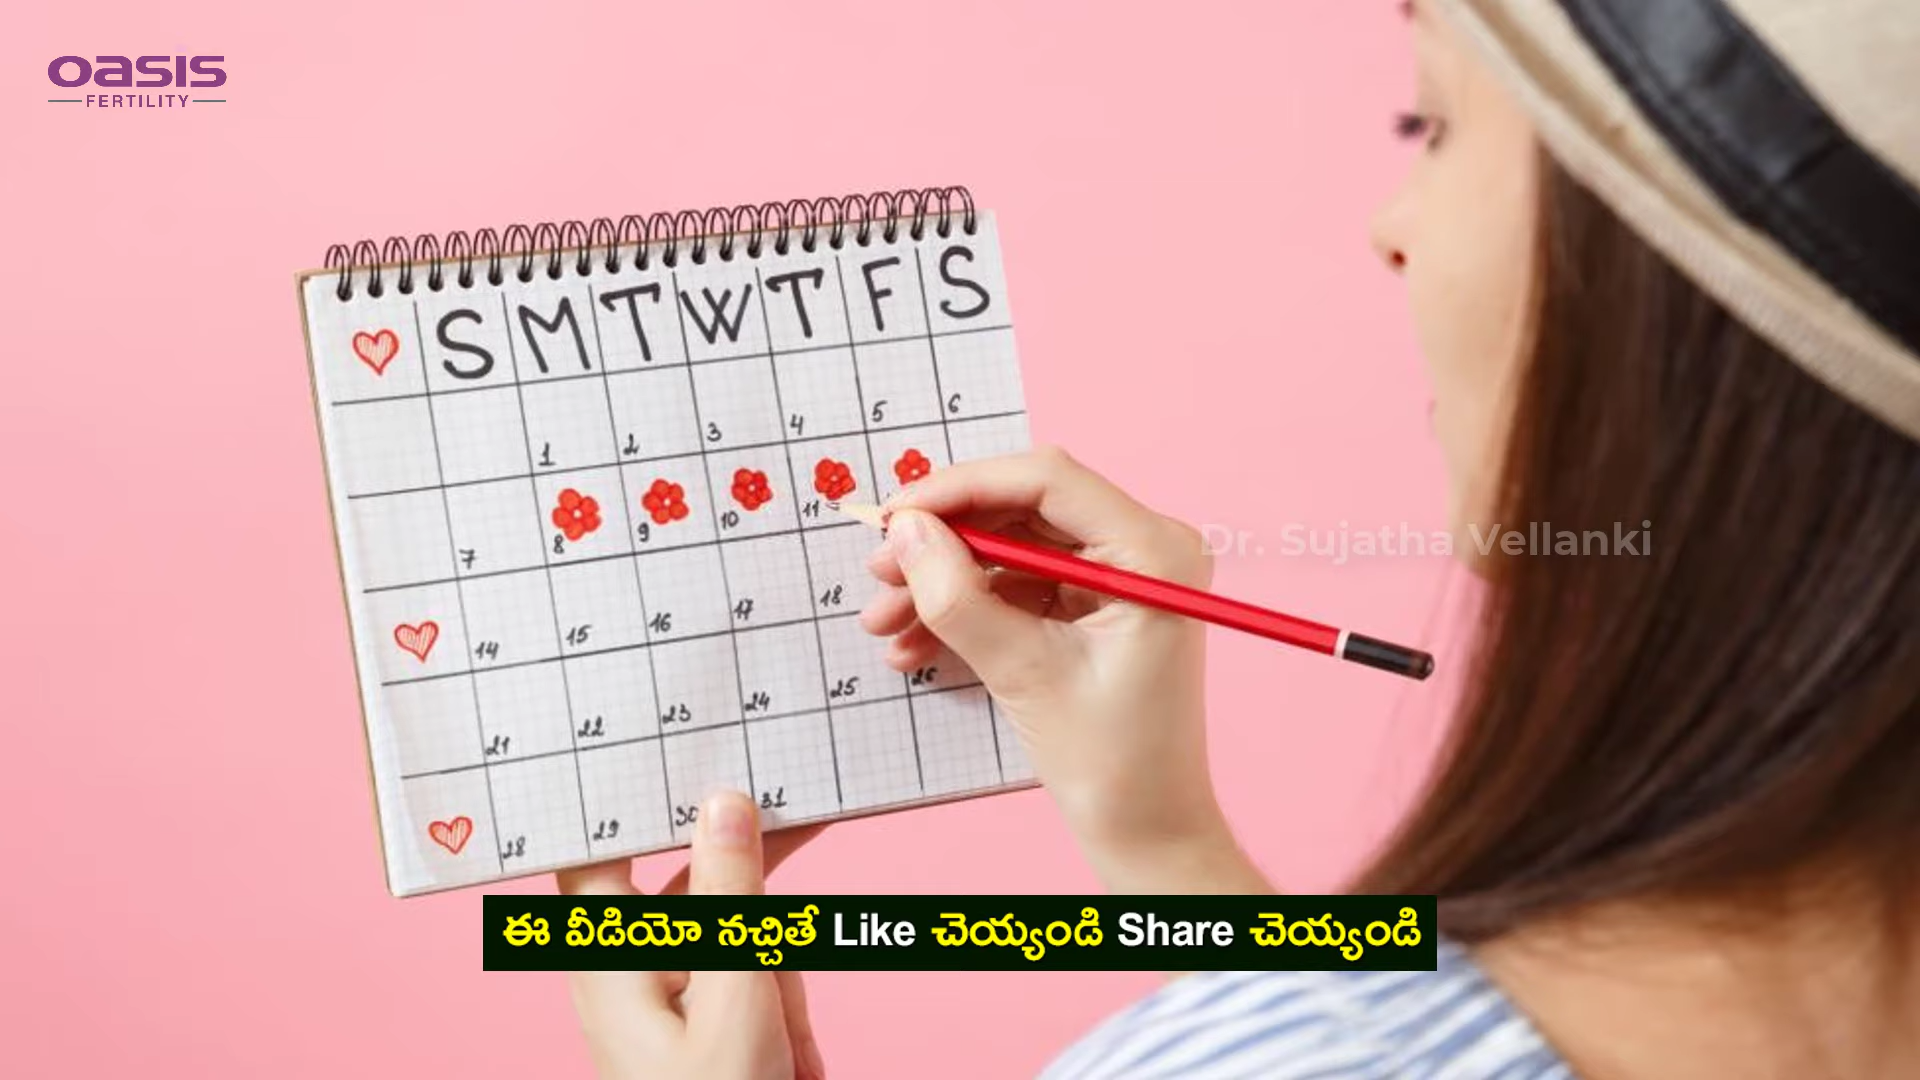 oasis
FERTILITY
S M T W T F S
1 2 3 4 5 6
7 8 9 10 11
14 15 16 17 18
21 22 23 24 25 26
28 29 30 31
Dr. Sujatha Vellanki
ఈ వీడియో నచ్చితే Like చెయ్యండి Share చెయ్యండి